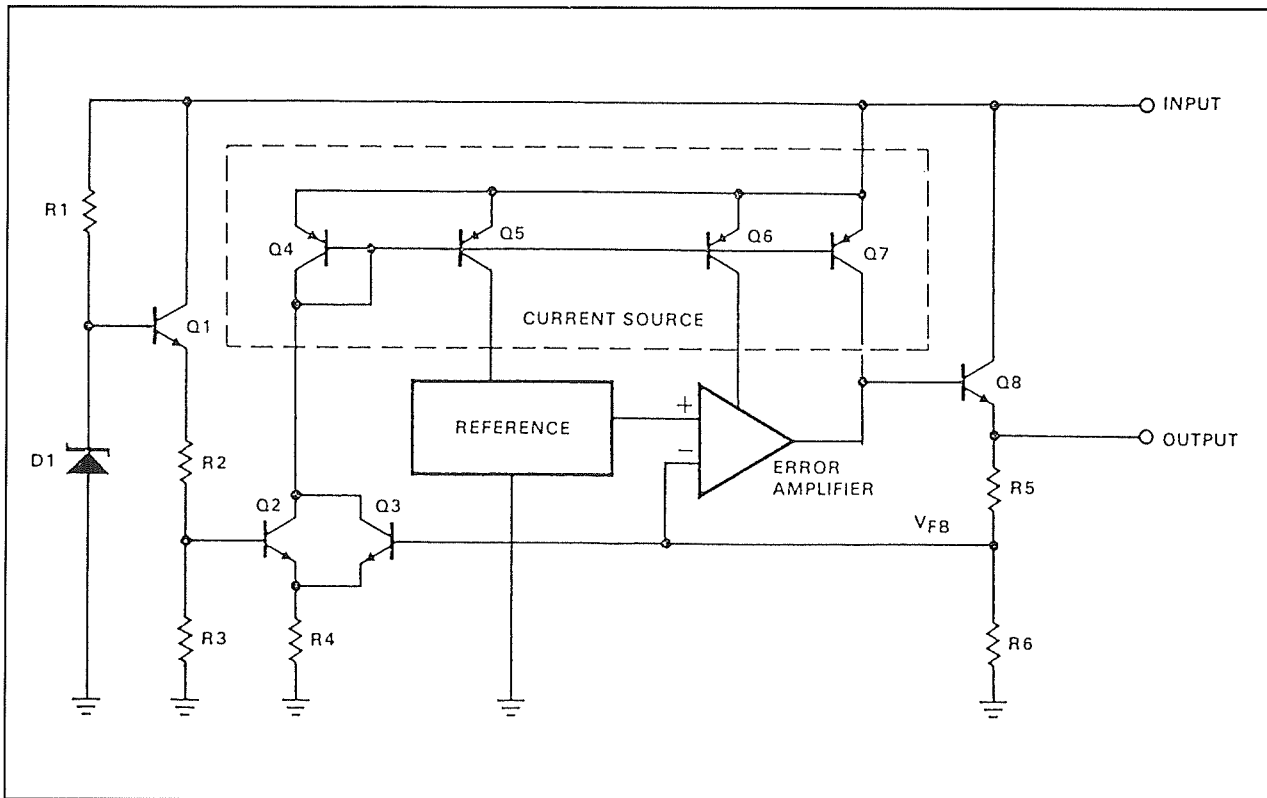 INPUT
R1
Q4
Q5
Q6
Q7
CURRENT SOURCE
Q1
Q8
+
REFERENCE
−
OUTPUT
ERROR
AMPLIFIER
D1
R2
R5
Q2
Q3
VFB
R3
R4
R6